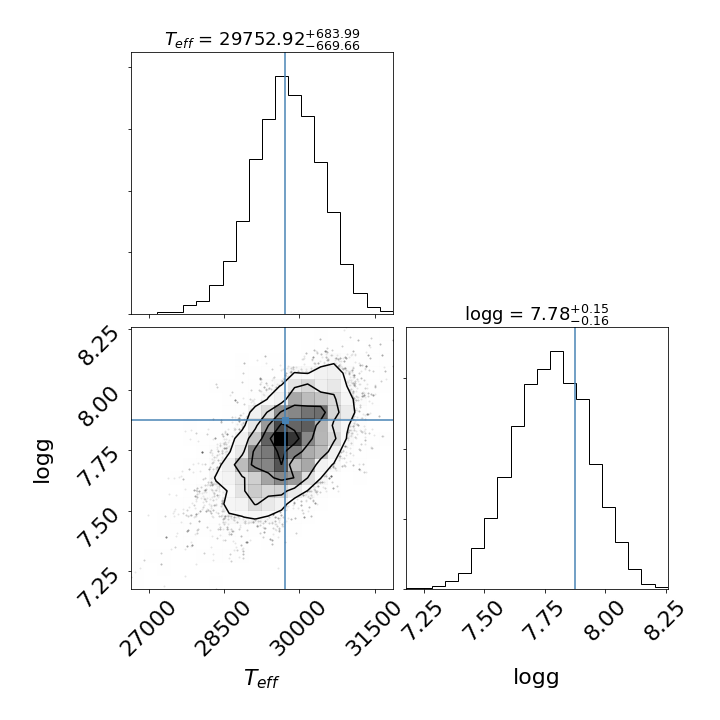 T_eff = 29752.92 +683.99 −669.66
logg = 7.78 +0.15 −0.16
8.25
8.00
7.75
7.50
7.25
logg
27000 28500 30000 31500
7.25 7.50 7.75 8.00 8.25
T_eff
logg